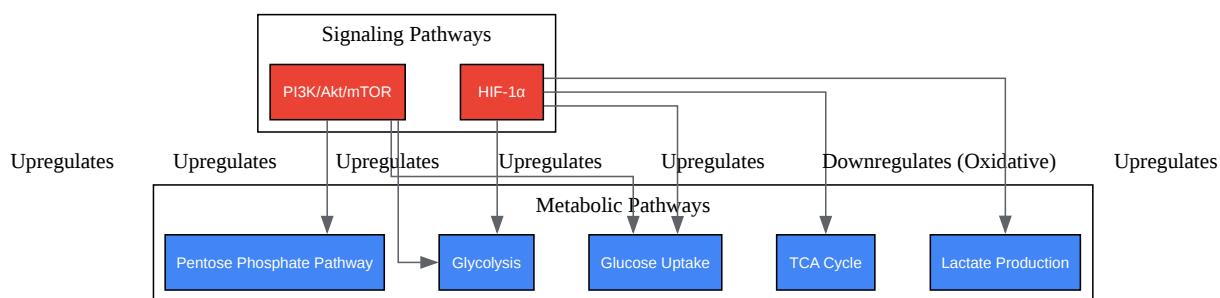 Signaling Pathways
PI3K/Akt/mTOR
HIF-1α
Upregulates
Upregulates
Upregulates
Upregulates
Upregulates
Downregulates (Oxidative)
Upregulates
Metabolic Pathways
Pentose Phosphate Pathway
Glycolysis
Glucose Uptake
TCA Cycle
Lactate Production